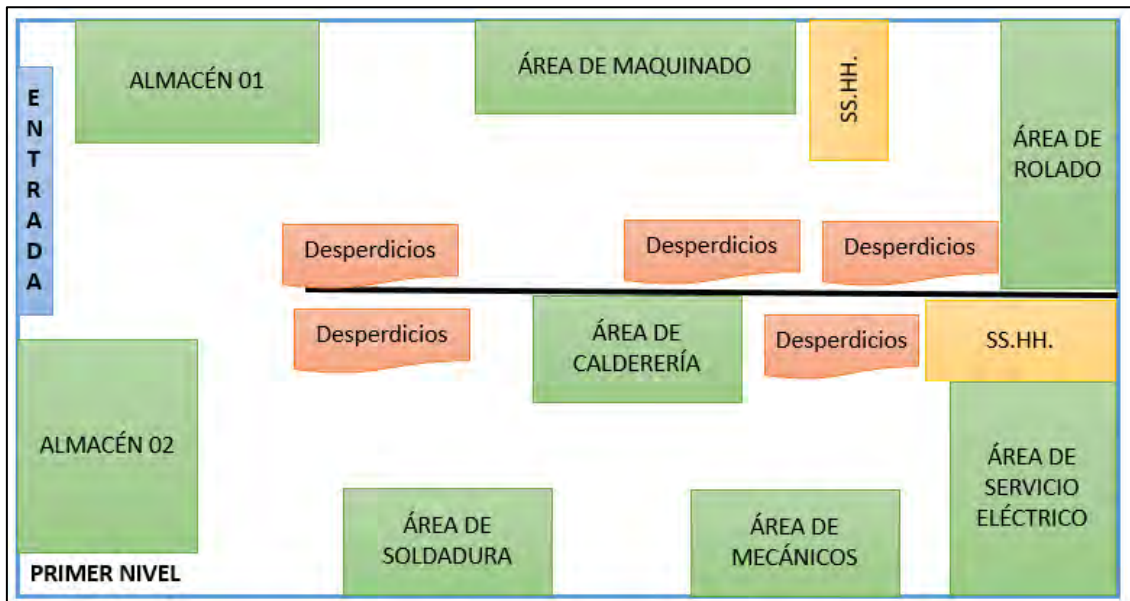 ENTRADA
ALMACÉN 01
ÁREA DE MAQUINADO
SS.HH.
ÁREA DE
ROLADO
Desperdicios
Desperdicios
Desperdicios
Desperdicios
ÁREA DE
CALDERERÍA
Desperdicios
SS.HH.
ALMACÉN 02
ÁREA DE
SERVICIO
ELÉCTRICO
ÁREA DE
SOLDADURA
ÁREA DE
MECÁNICOS
PRIMER NIVEL